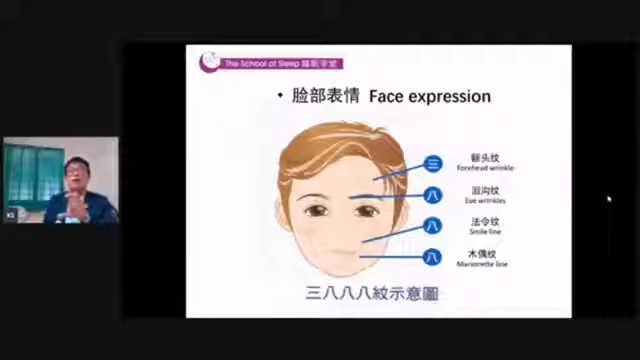 The School of Sleep 睡眠学堂
• 脸部表情 Face expression
三 额头纹
Forehead wrinkle
八 泪沟纹
Eye wrinkles
八 法令纹
Smile line
八 木偶纹
Marionette line
三八八八紋示意圖
KS